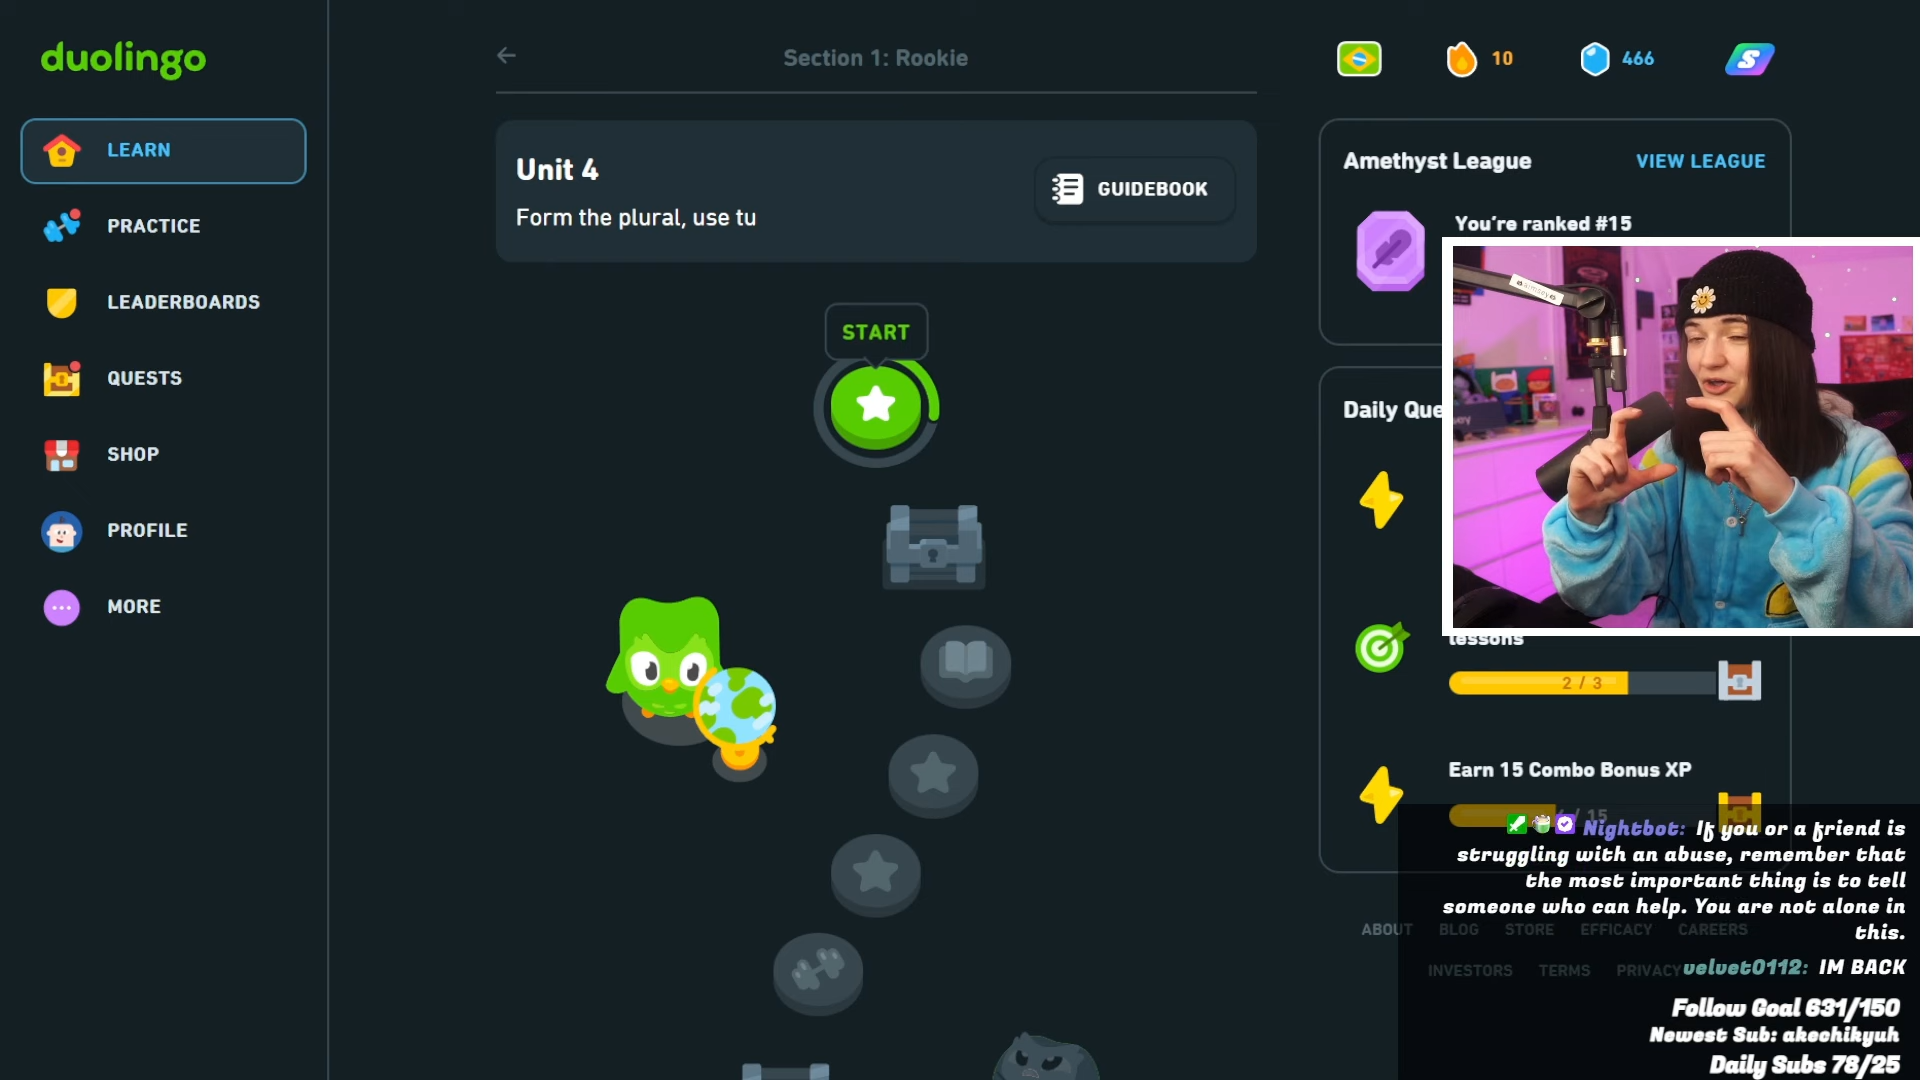 duolingo
LEARN
PRACTICE
LEADERBOARDS
QUESTS
SHOP
PROFILE
MORE
Section 1: Rookie
Unit 4
Form the plural, use tu
GUIDEBOOK
START
10
466
S
Amethyst League
VIEW LEAGUE
You're ranked #15
Daily Que
lessons
2 / 3
Earn 15 Combo Bonus XP
/ 15
Nightbot: If you or a friend is
struggling with an abuse, remember that
the most important thing is to tell
someone who can help. You are not alone in
this.
velvet0112: IM BACK
ABOUT
BLOG
STORE
EFFICACY
CAREERS
INVESTORS
TERMS
PRIVACY
Follow Goal 631/150
Newest Sub: akechikyuh
Daily Subs 78/25